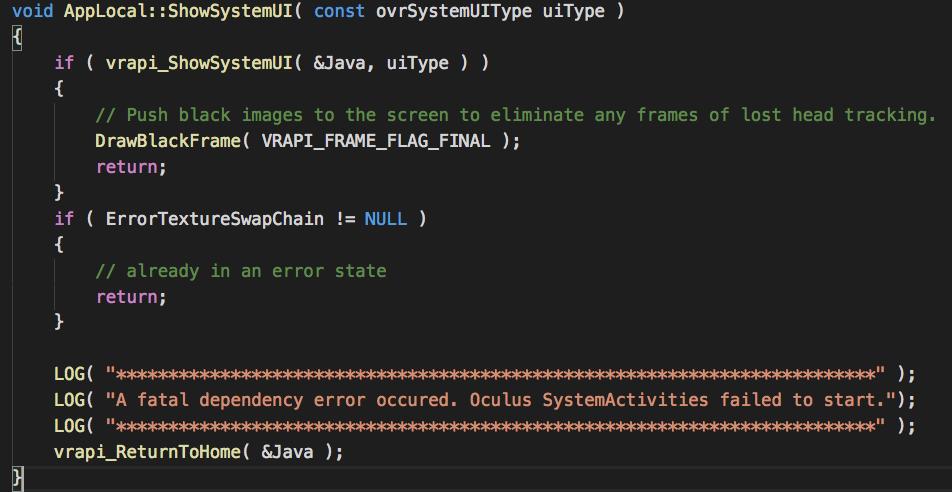 void AppLocal::ShowSystemUI( const ovrSystemUIType uiType )
{
    if ( vrapi_ShowSystemUI( &Java, uiType ) )
    {
        // Push black images to the screen to eliminate any frames of lost head tracking.
        DrawBlackFrame( VRAPI_FRAME_FLAG_FINAL );
        return;
    }
    if ( ErrorTextureSwapChain != NULL )
    {
        // already in an error state
        return;
    }

    LOG( "*************************************************************************" );
    LOG( "A fatal dependency error occured. Oculus SystemActivities failed to start.");
    LOG( "*************************************************************************" );
    vrapi_ReturnToHome( &Java );
}